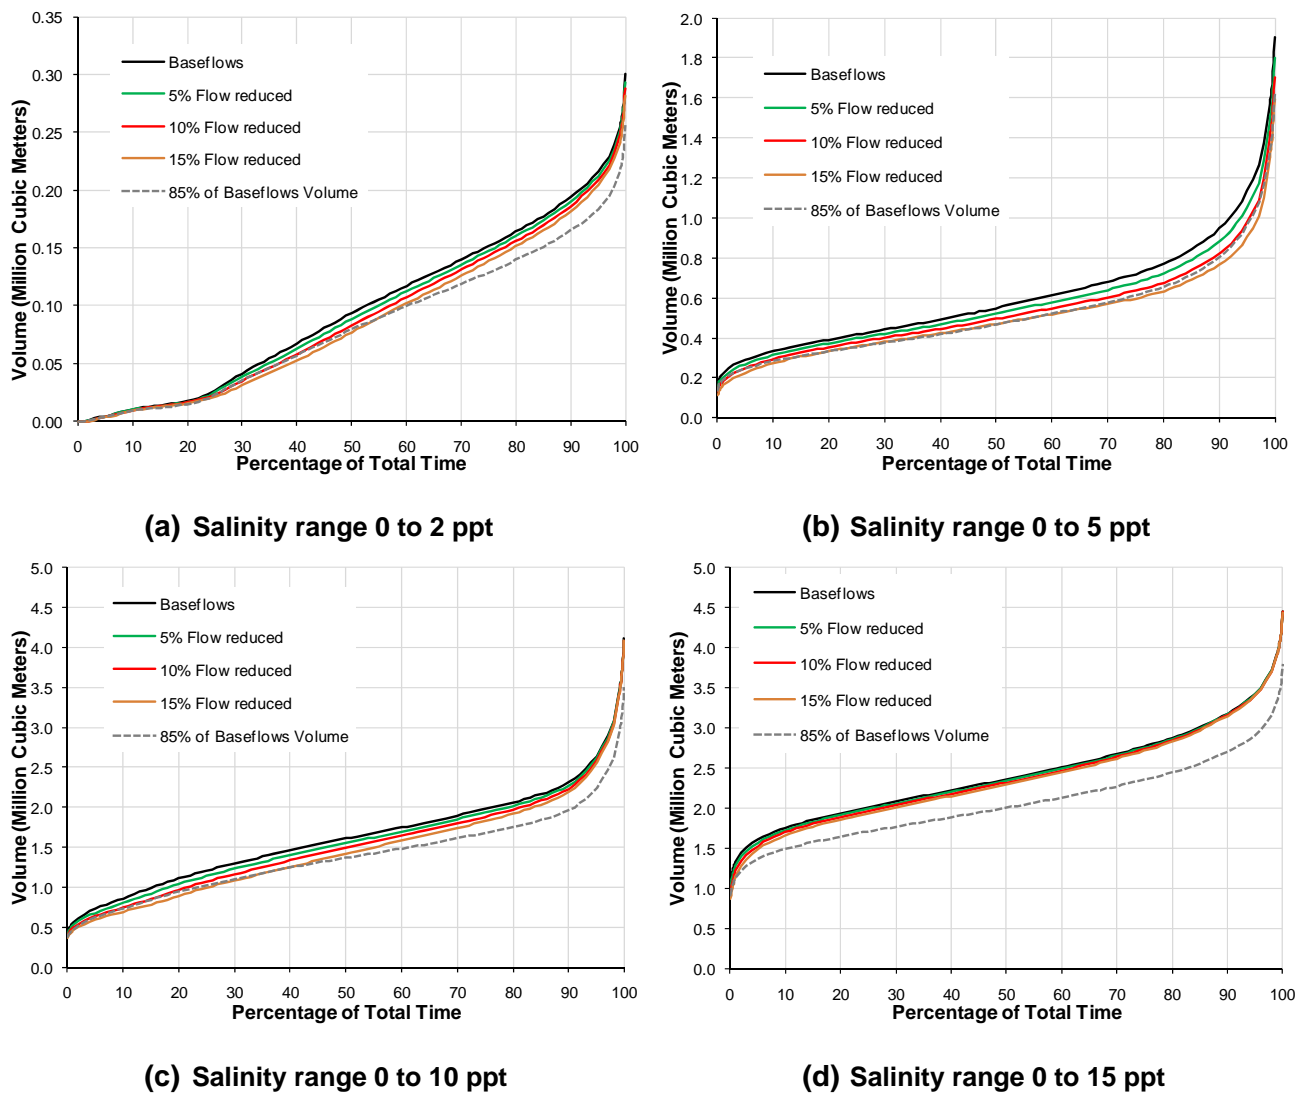 0.35
0.30
0.25
0.20
0.15
0.10
0.05
0.00
Volume (Million Cubic Metters)
Baseflows
5% Flow reduced
10% Flow reduced
15% Flow reduced
85% of Baseflows Volume
0 10 20 30 40 50 60 70 80 90 100
Percentage of Total Time
(a) Salinity range 0 to 2 ppt
2.0
1.8
1.6
1.4
1.2
1.0
0.8
0.6
0.4
0.2
0.0
Volume (Million Cubic Meters)
Baseflows
5% Flow reduced
10% Flow reduced
15% Flow reduced
85% of Baseflows Volume
0 10 20 30 40 50 60 70 80 90 100
Percentage of Total Time
(b) Salinity range 0 to 5 ppt
5.0
4.5
4.0
3.5
3.0
2.5
2.0
1.5
1.0
0.5
0.0
Volume (Million Cubic Meters)
Baseflows
5% Flow reduced
10% Flow reduced
15% Flow reduced
85% of Baseflows Volume
0 10 20 30 40 50 60 70 80 90 100
Percentage of Total Time
(c) Salinity range 0 to 10 ppt
5.0
4.5
4.0
3.5
3.0
2.5
2.0
1.5
1.0
0.5
0.0
Volume (Million Cubic Meters)
Baseflows
5% Flow reduced
10% Flow reduced
15% Flow reduced
85% of Baseflows Volume
0 10 20 30 40 50 60 70 80 90 100
Percentage of Total Time
(d) Salinity range 0 to 15 ppt